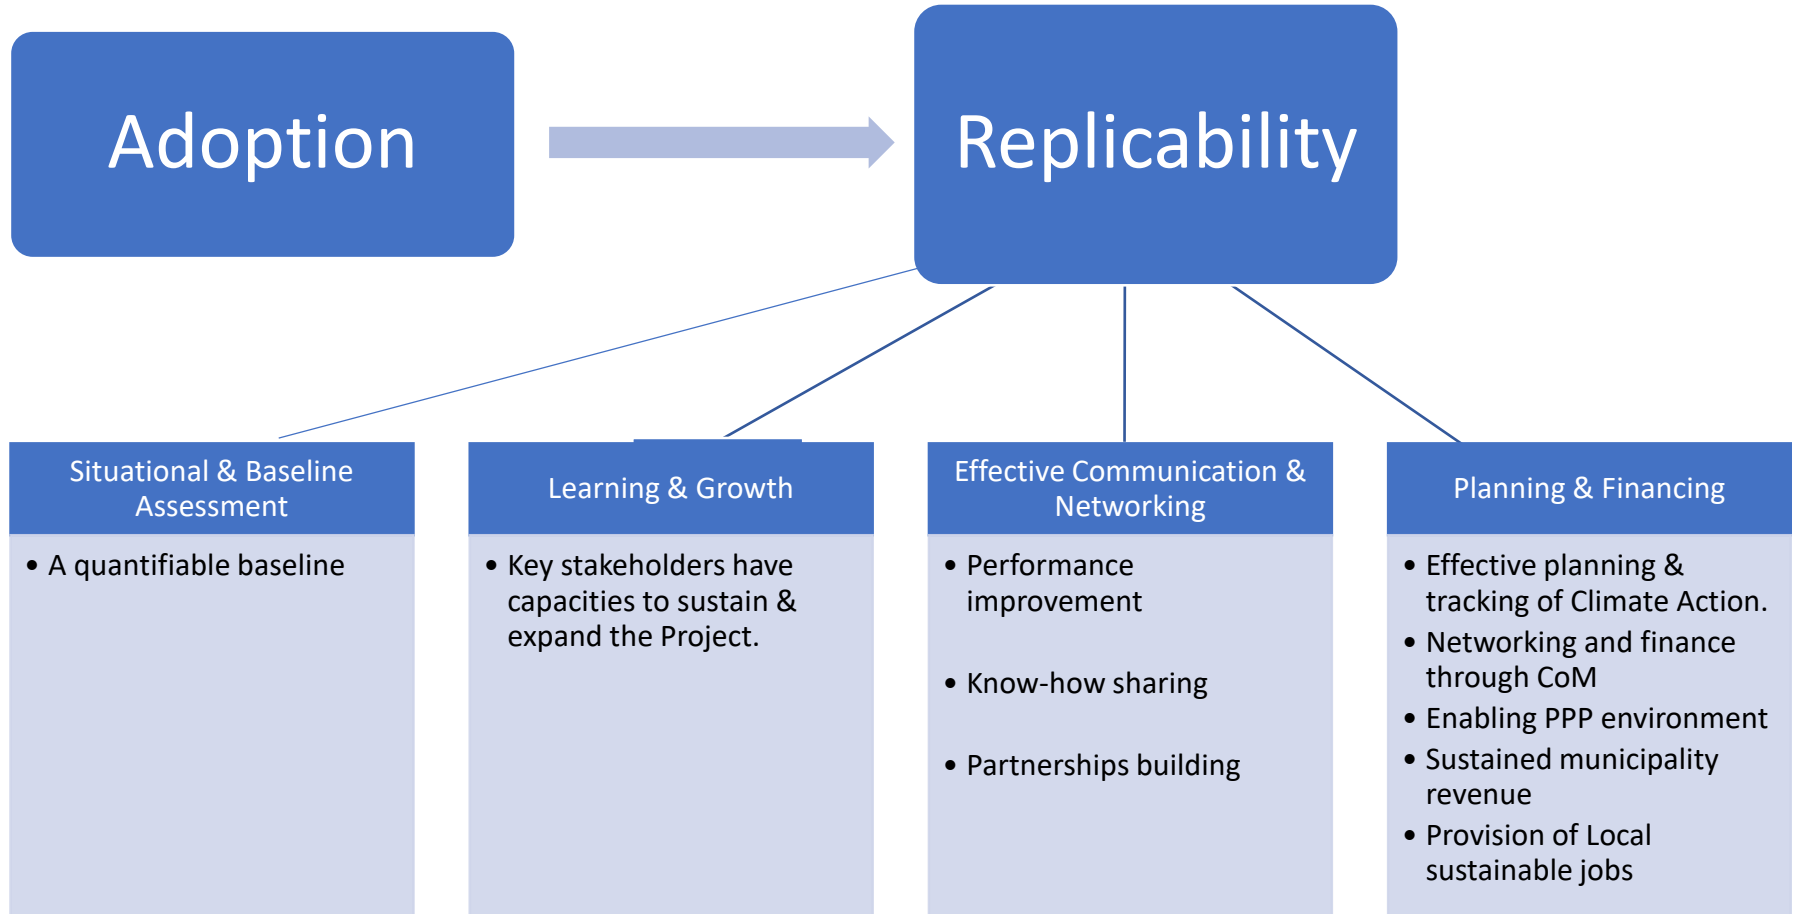 Adoption
Replicability
Situational & Baseline
Assessment
• A quantifiable baseline
Learning & Growth
• Key stakeholders have
capacities to sustain &
expand the Project.
Effective Communication &
Networking
• Performance
improvement
• Know-how sharing
• Partnerships building
Planning & Financing
• Effective planning &
tracking of Climate Action.
• Networking and finance
through CoM
• Enabling PPP environment
• Sustained municipality
revenue
• Provision of Local
sustainable jobs